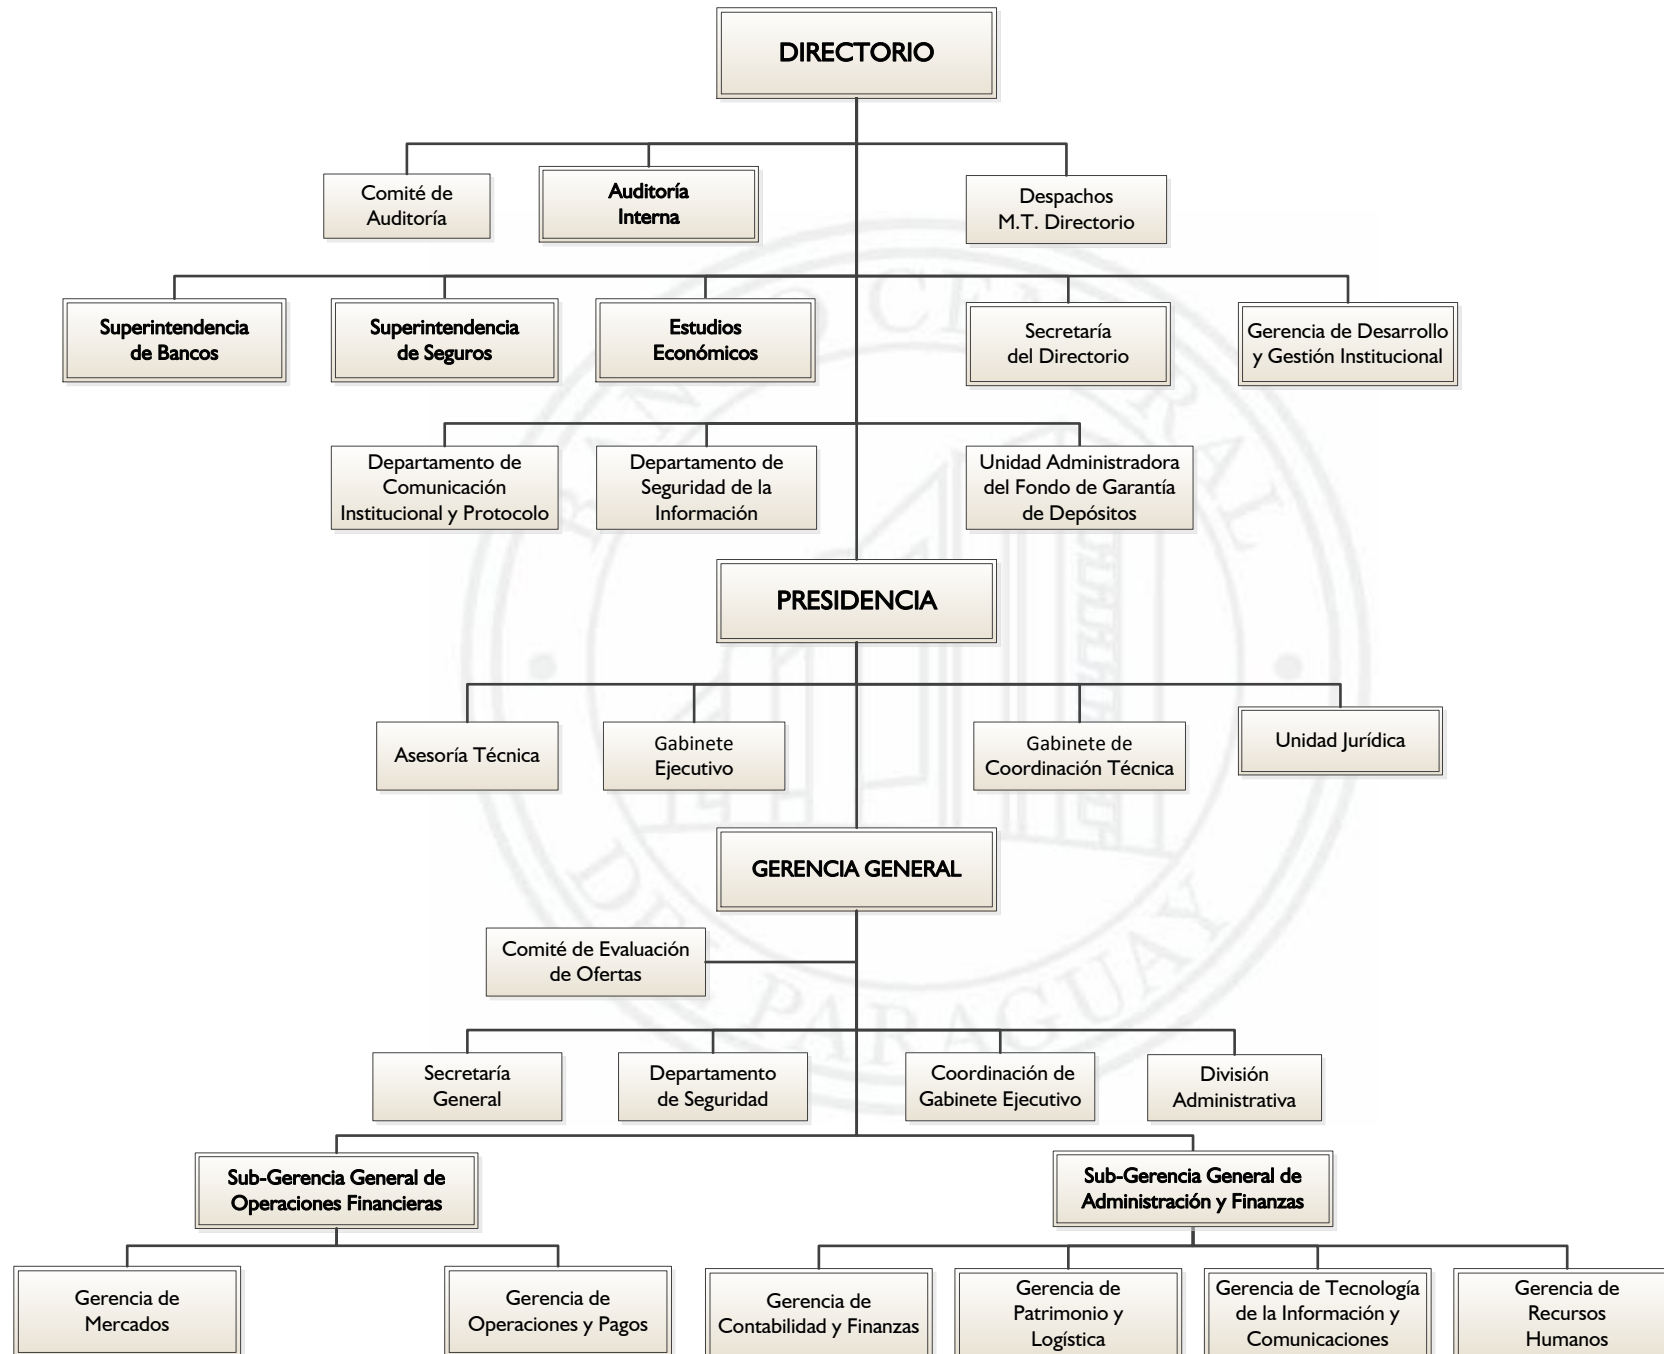 DIRECTORIO
Comité de
Auditoría
Auditoría
Interna
Despachos
M.T. Directorio
Superintendencia
de Bancos
Superintendencia
de Seguros
Estudios
Económicos
Secretaría
del Directorio
Gerencia de Desarrollo
y Gestión Institucional
Departamento de
Comunicación
Institucional y Protocolo
Departamento de
Seguridad de la
Información
Unidad Administradora
del Fondo de Garantía
de Depósitos
PRESIDENCIA
Asesoría Técnica
Gabinete
Ejecutivo
Gabinete de
Coordinación Técnica
Unidad Jurídica
GERENCIA GENERAL
Comité de Evaluación
de Ofertas
Secretaría
General
Departamento
de Seguridad
Coordinación de
Gabinete Ejecutivo
División
Administrativa
Sub-Gerencia General de
Operaciones Financieras
Sub-Gerencia General de
Administración y Finanzas
Gerencia de
Mercados
Gerencia de
Operaciones y Pagos
Gerencia de
Contabilidad y Finanzas
Gerencia de
Patrimonio y
Logística
Gerencia de Tecnología
de la Información y
Comunicaciones
Gerencia de
Recursos
Humanos
BANCO CENTRAL
DEL PARAGUAY